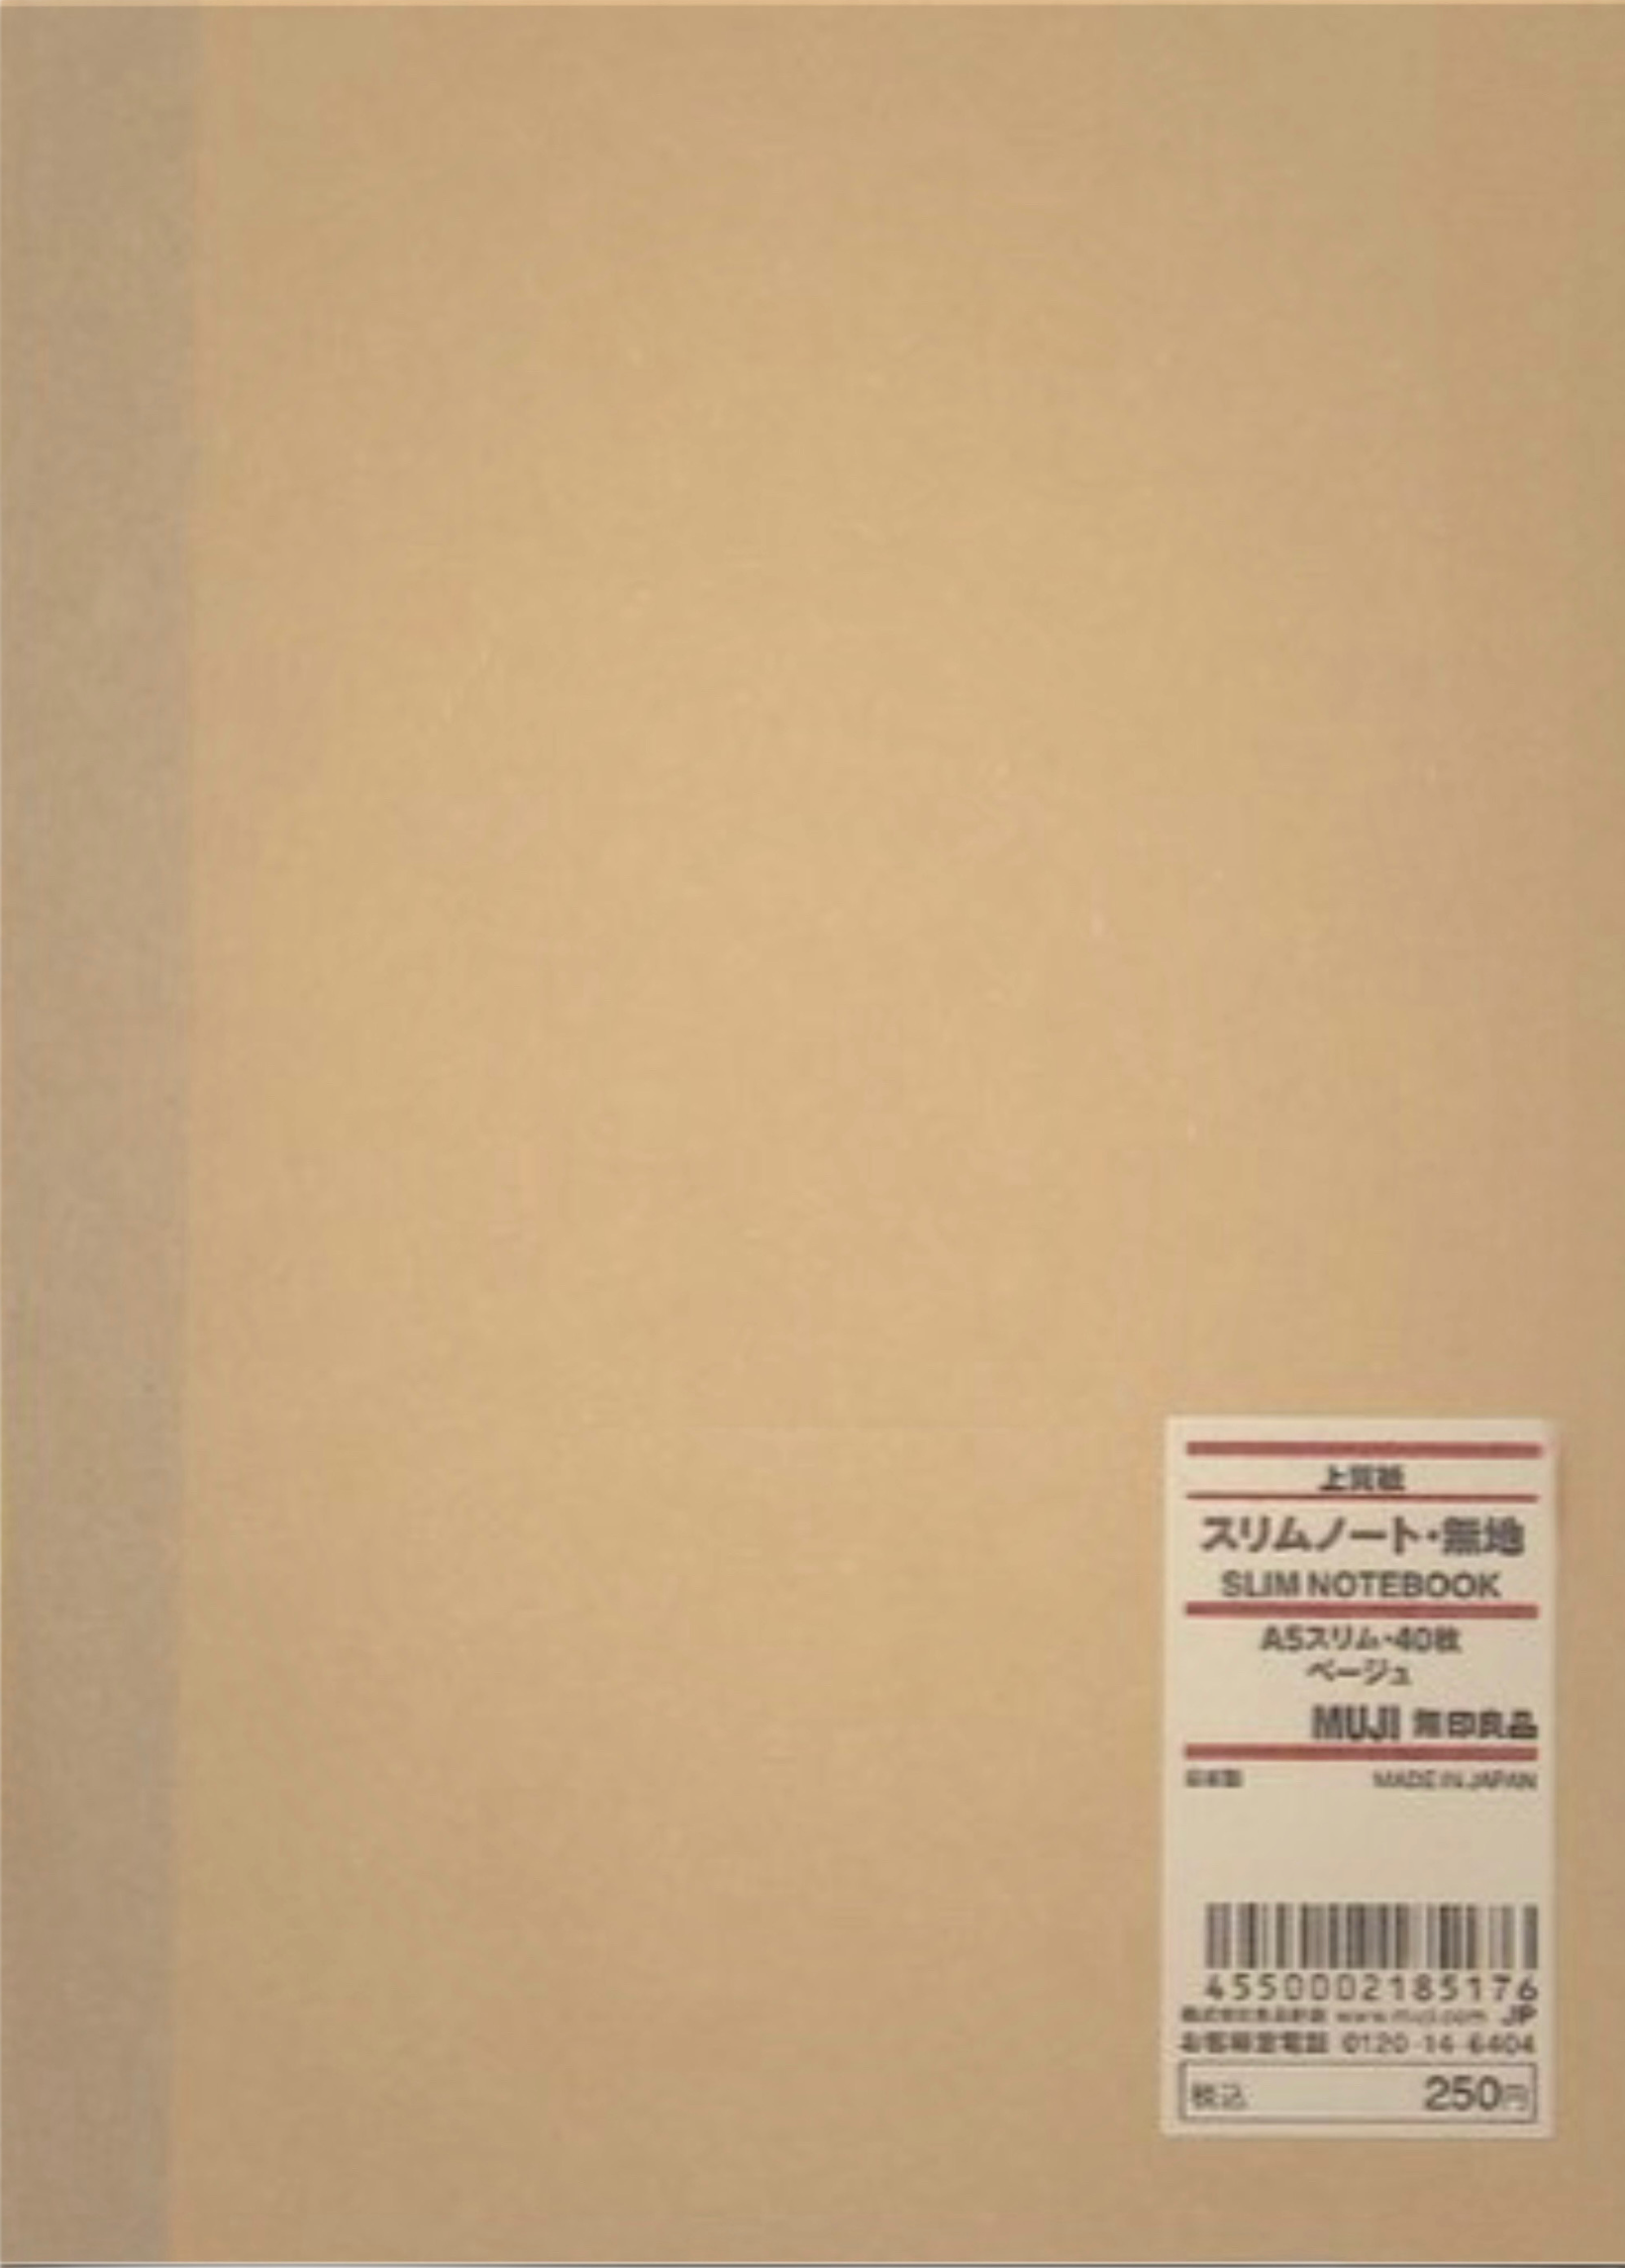 上質紙
スリムノート・無地
SLIM NOTEBOOK
A5スリム・40枚
ベージュ
MUJI 無印良品
日本製 MADE IN JAPAN
4550002185176
株式会社良品計画 www.muji.com JP
お客様室電話 0120-14-6404
税込 250円